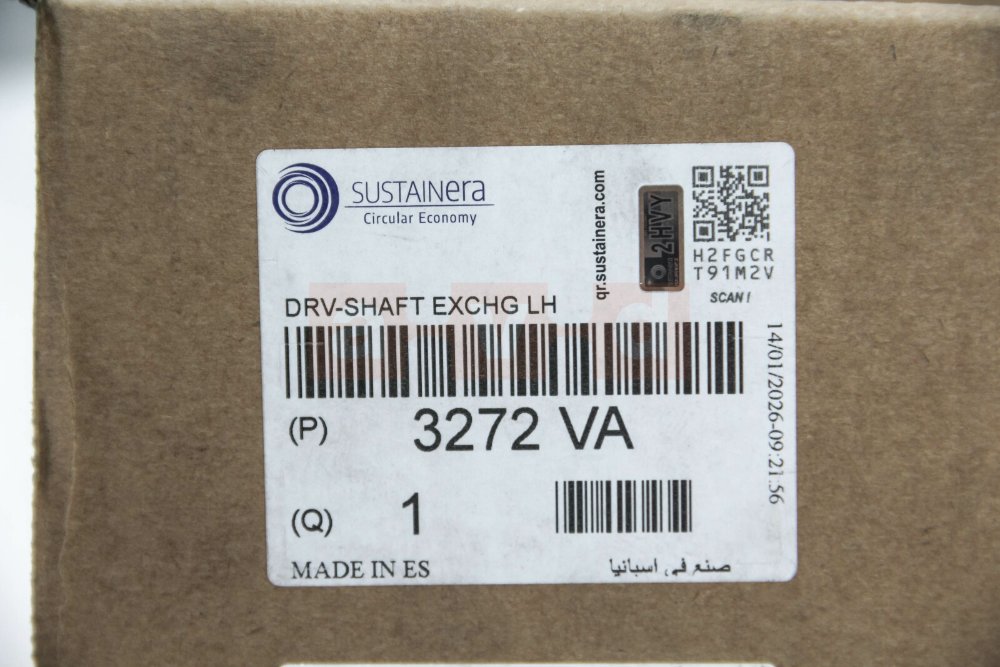 SUSTAINera
Circular Economy
qr.sustainera.com
2HVY
H2FGCR
T91M2V
SCAN!
DRV-SHAFT EXCHG LH
14/01/2026-09:21:56
(P) 3272 VA
(Q) 1
MADE IN ES
صنع في اسبانيا